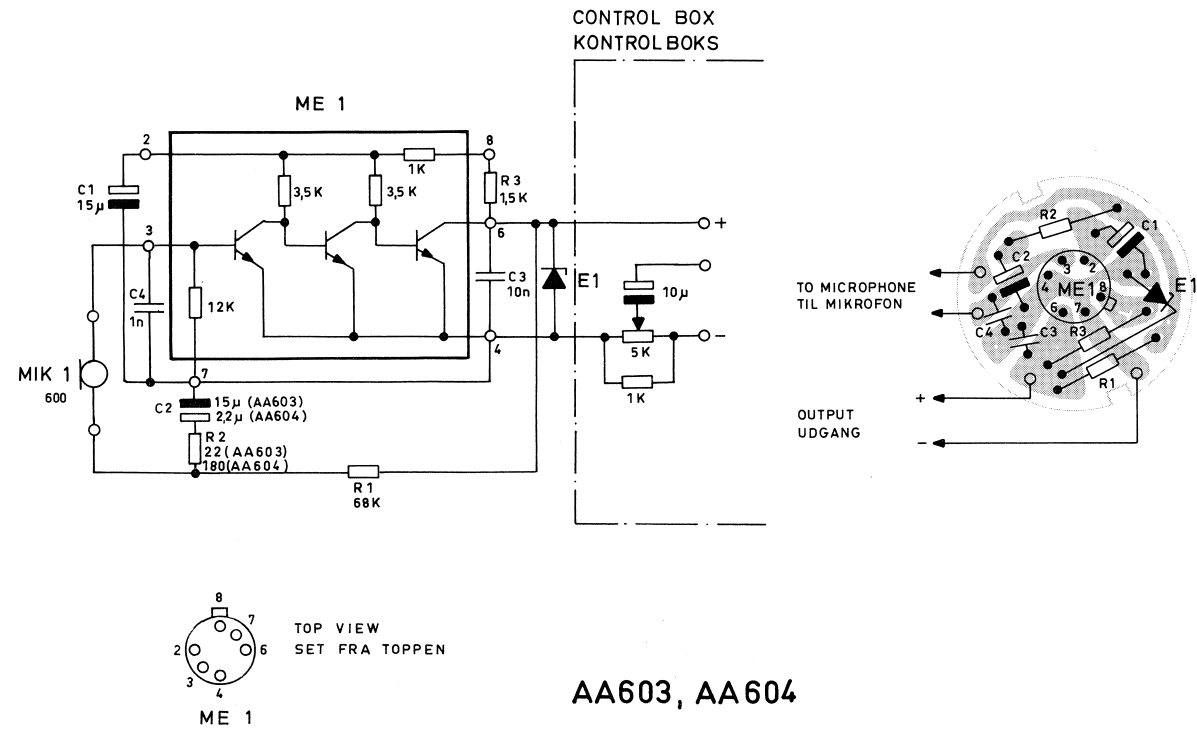 CONTROL BOX
KONTROLBOKS
ME 1
2
8
1K
C1
15µ
3,5K
3,5K
R3
1,5K
3
6
+
C4
1n
12K
C3
10n
E1
10µ
4
5K
–
MIK 1
600
7
1K
C2
15µ (AA603)
2,2µ (AA604)
R2
22(AA603)
180(AA604)
R1
68K
R2
C1
C2
3
2
4
ME1
8
E1
6
7
C4
C3
R3
R1
TO MICROPHONE
TIL MIKROFON
+
OUTPUT
UDGANG
–
8
7
2
6
3
4
TOP VIEW
SET FRA TOPPEN
ME 1
AA603, AA604